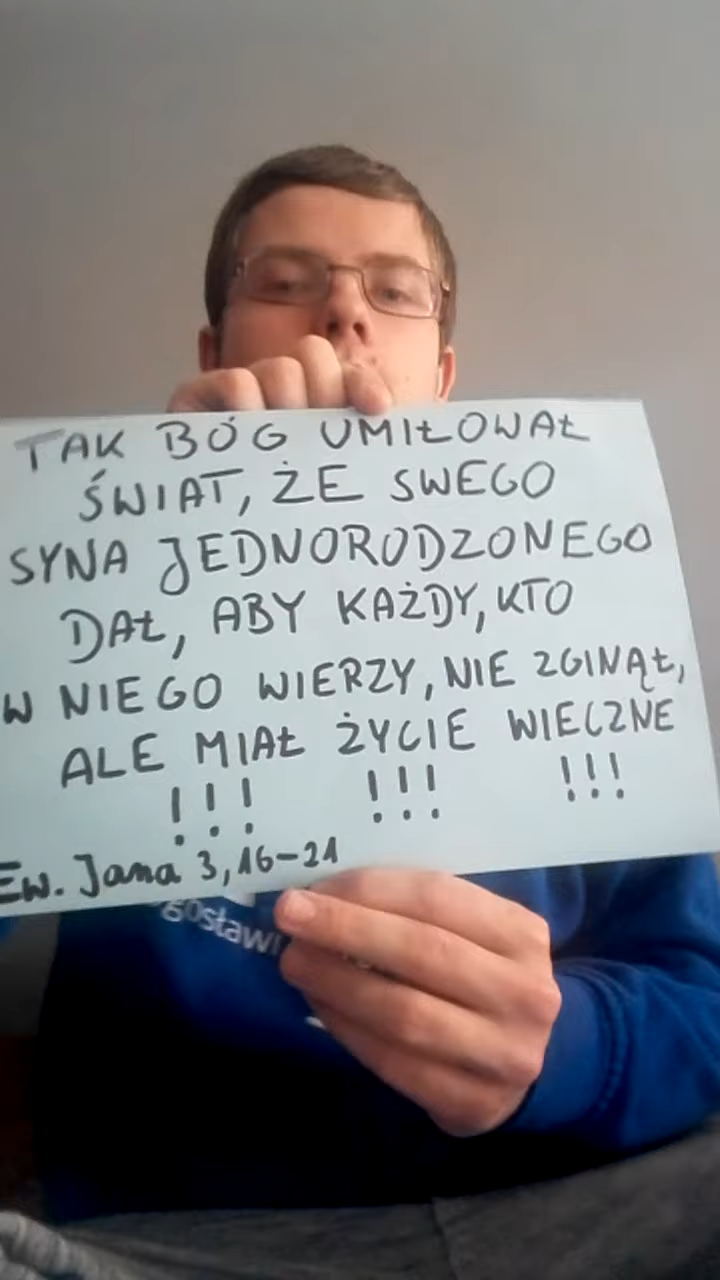 TAK BÓG UMIŁOWAŁ
ŚWIAT, ŻE SWEGO
SYNA JEDNORODZONEGO
DAŁ, ABY KAŻDY, KTO
W NIEGO WIERZY, NIE ZGINĄŁ,
ALE MIAŁ ŻYCIE WIECZNE
!!! !!! !!!
Ew. Jana 3,16-21